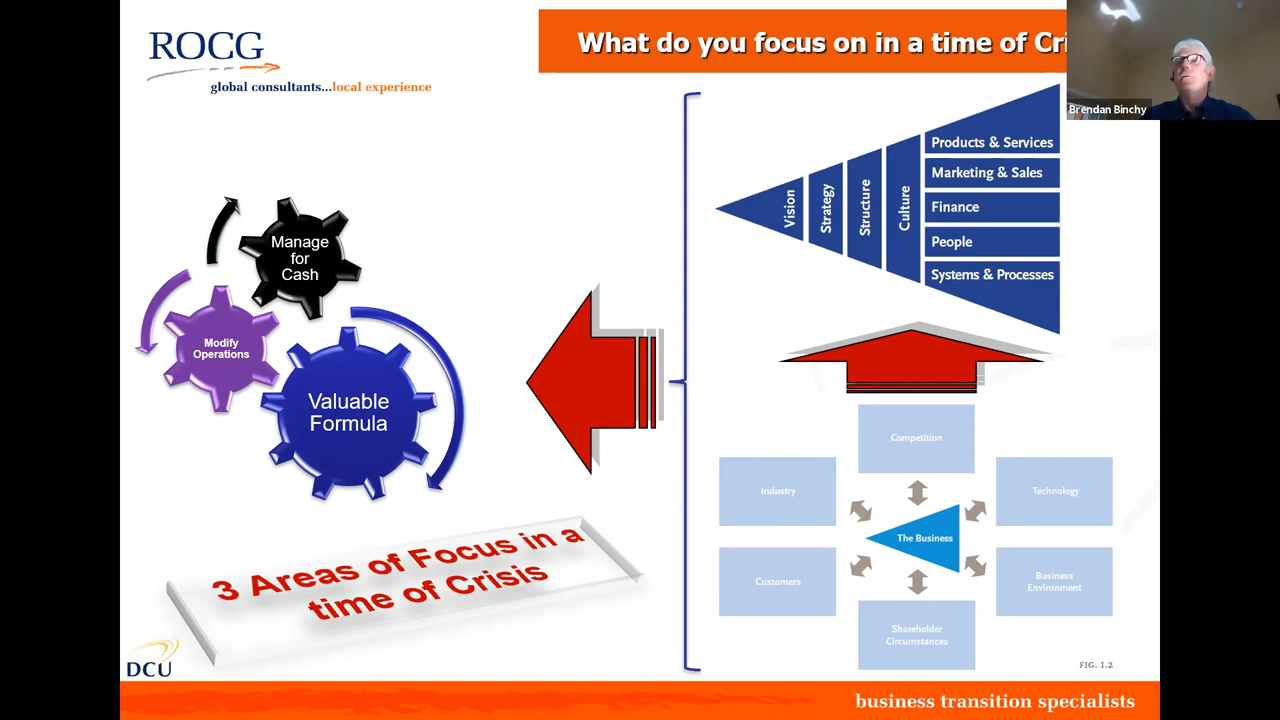 ROCG
global consultants...local experience
What do you focus on in a time of Cri
Brendan Binchy
Manage
for
Cash
Modify
Operations
Valuable
Formula
3 Areas of Focus in a
time of Crisis
Vision
Strategy
Structure
Culture
Products & Services
Marketing & Sales
Finance
People
Systems & Processes
Competition
Industry
Technology
The Business
Customers
Business
Environment
Shareholder
Circumstances
FIG. 1.2
DCU
business transition specialists